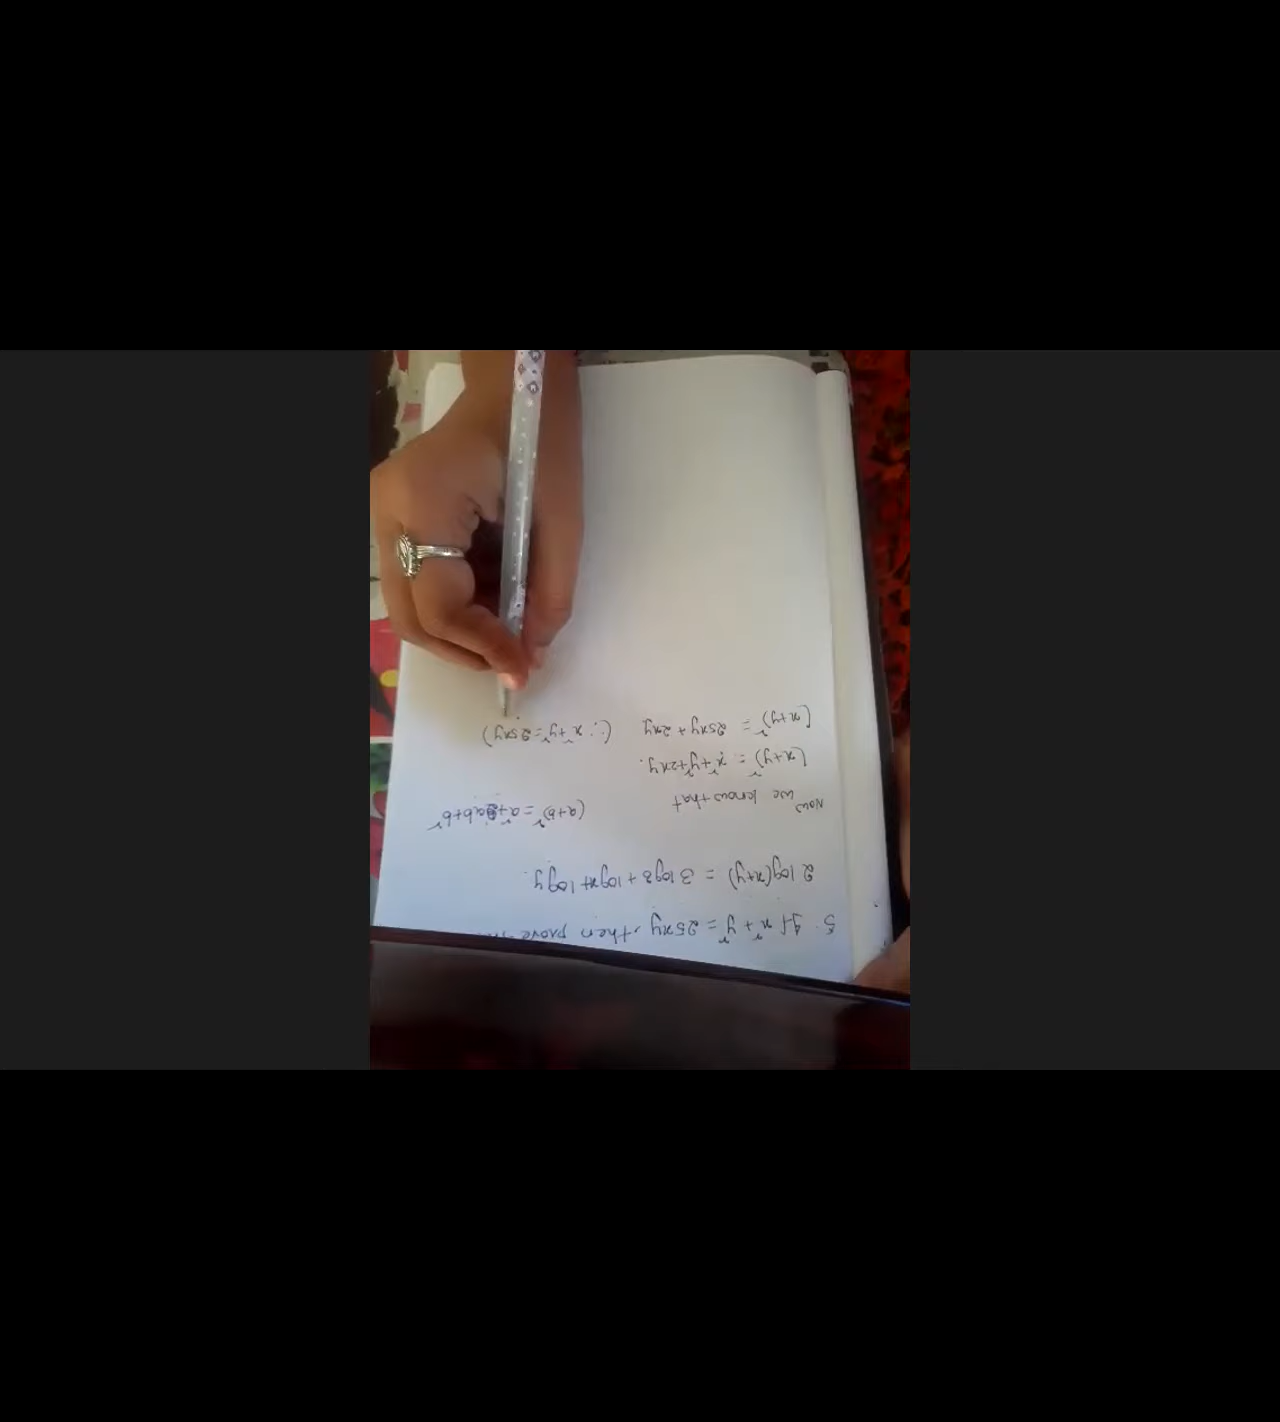 5. If x² + y² = 25xy, then prove
2 log(x+y) = 3 log3 + logx + logy.
Now we know that (a+b)² = a²+2ab+b²
(x+y)² = x²+y²+2xy.
(x+y)² = 25xy + 2xy (∵ x²+y² = 25xy)